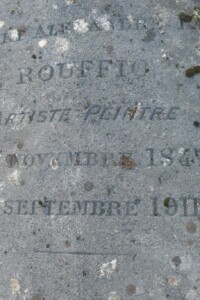 ALEXANDRE
ROUFFIO
ARTISTE PEINTRE
NOVEMBRE 184
SEPTEMBRE 1911